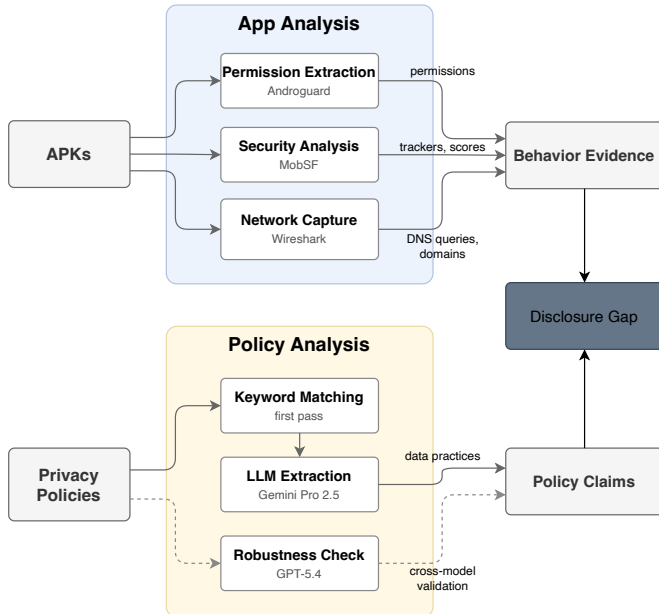 App Analysis
Permission Extraction
Androguard
permissions
APKs
Security Analysis
MobSF
trackers, scores
Behavior Evidence
Network Capture
Wireshark
DNS queries,
domains
Disclosure Gap
Policy Analysis
Keyword Matching
first pass
Privacy
Policies
LLM Extraction
Gemini Pro 2.5
data practices
Policy Claims
Robustness Check
GPT-5.4
cross-model
validation